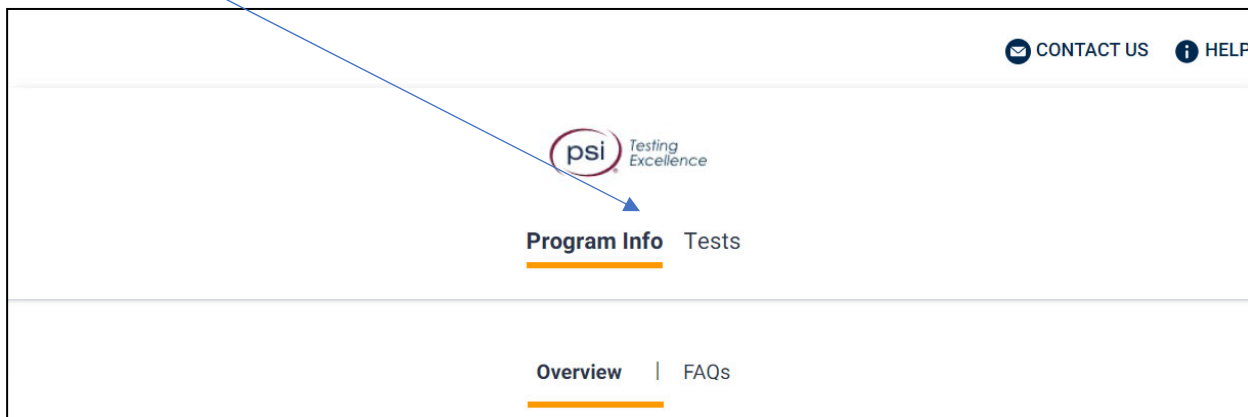 CONTACT US HELP
psi Testing
Excellence
Program Info Tests
Overview | FAQs